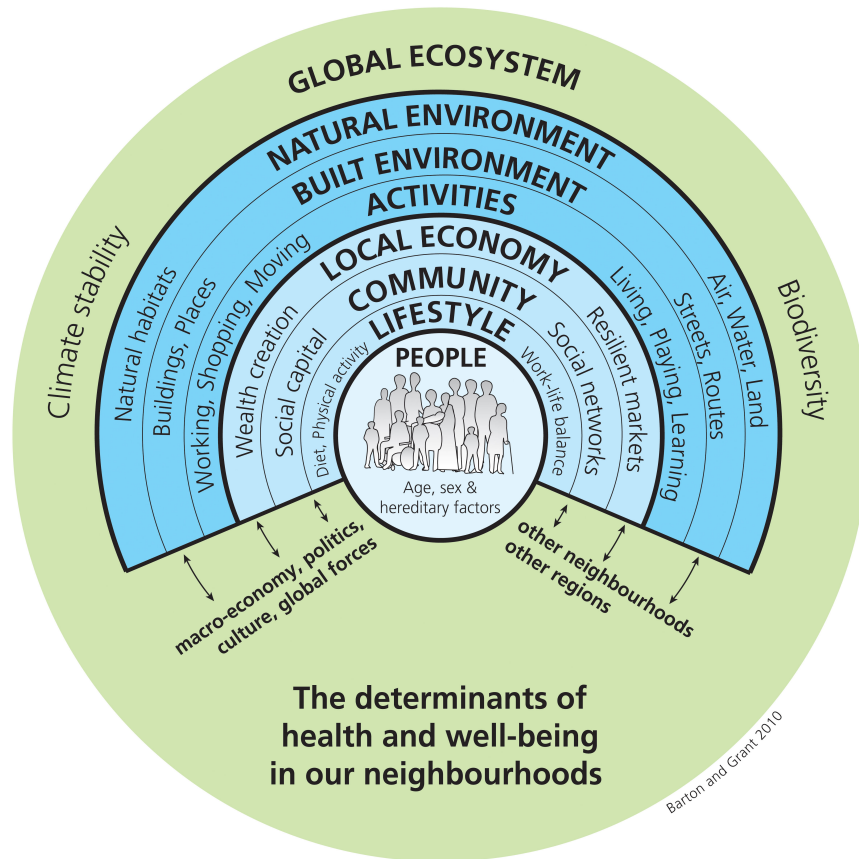 GLOBAL ECOSYSTEM
NATURAL ENVIRONMENT
BUILT ENVIRONMENT
ACTIVITIES
LOCAL ECONOMY
COMMUNITY
LIFESTYLE
PEOPLE
Age, sex &
hereditary factors
Climate stability
Natural habitats
Buildings, Places
Working, Shopping, Moving
Wealth creation
Social capital
Diet, Physical activity
Work-life balance
Social networks
Resilient markets
Living, Playing, Learning
Streets, Routes
Air, Water, Land
Biodiversity
macro-economy, politics,
culture, global forces
other neighbourhoods
other regions
The determinants of
health and well-being
in our neighbourhoods
Barton and Grant 2010